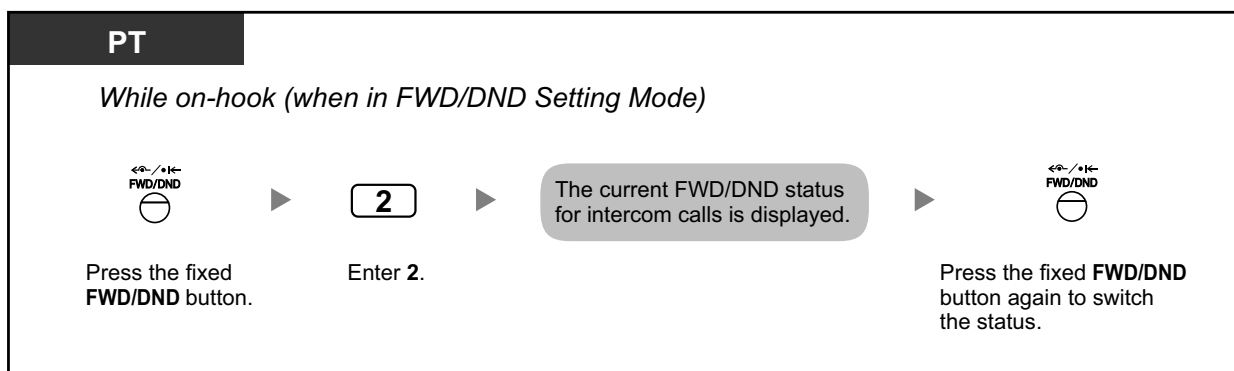 PT
While on-hook (when in FWD/DND Setting Mode)
FWD/DND
2
The current FWD/DND status
for intercom calls is displayed.
FWD/DND
Press the fixed
FWD/DND button.
Enter 2.
Press the fixed FWD/DND
button again to switch
the status.